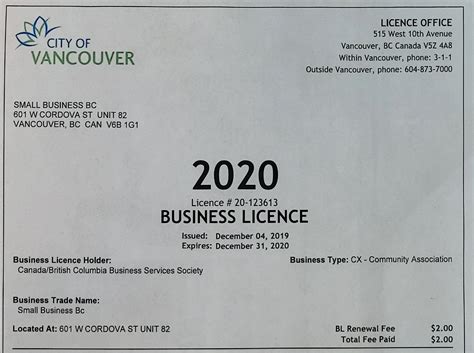 CITY OF
VANCOUVER
LICENCE OFFICE
515 West 10th Avenue
Vancouver, BC Canada V5Z 4A8
Within Vancouver, phone: 3-1-1
Outside Vancouver, phone: 604-873-7000
SMALL BUSINESS BC
601 W CORDOVA ST UNIT 82
VANCOUVER, BC CAN V6B 1G1
2020
Licence # 20-123613
BUSINESS LICENCE
Issued: December 04, 2019
Expires: December 31, 2020
Business Licence Holder:
Canada/British Columbia Business Services Society
Business Type: CX - Community Association
Business Trade Name:
Small Business Bc
Located At: 601 W CORDOVA ST UNIT 82
BL Renewal Fee $2.00
Total Fee Paid $2.00